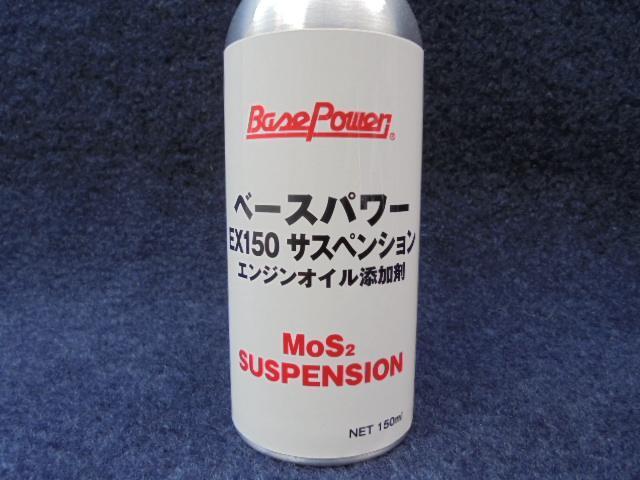 BasePower®
ベースパワー
EX150 サスペンション
エンジンオイル添加剤
MoS₂
SUSPENSION
NET 150ml